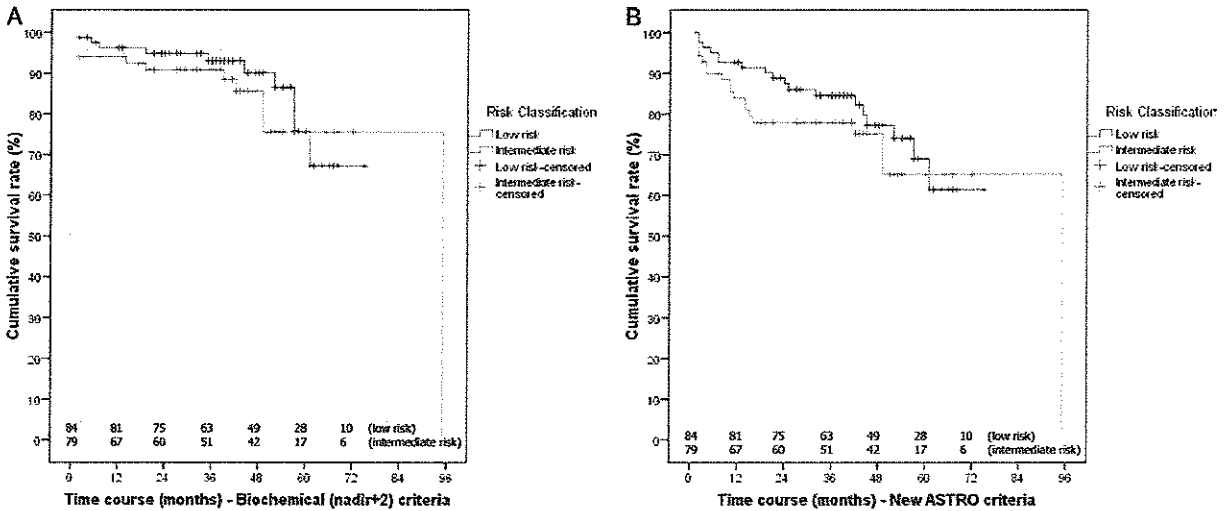 A
Cumulative survival rate (%)
100
90
80
70
60
50
40
30
20
10
0
84 81 75 63 49 28 10 (low risk)
79 67 60 51 42 17 6 (intermediate risk)
0 12 24 36 48 60 72 84 96
Time course (months) - Biochemical (nadir+2) criteria
Risk Classification
Low risk
Intermediate risk
Low risk-censored
Intermediate risk-
censored
B
Cumulative survival rate (%)
100
90
80
70
60
50
40
30
20
10
0
84 81 75 63 49 28 10 (low risk)
79 67 60 51 42 17 6 (intermediate risk)
0 12 24 36 48 60 72 84 96
Time course (months) - New ASTRO criteria
Risk Classification
Low risk
Intermediate risk
Low risk-censored
Intermediate risk-
censored